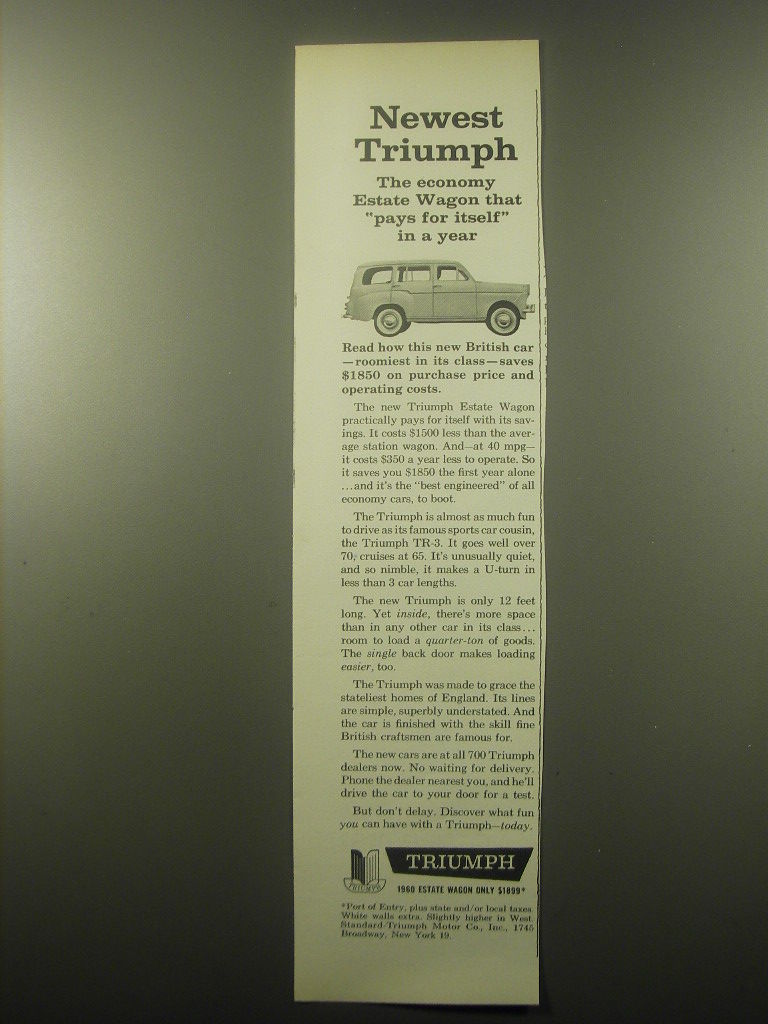 Newest
Triumph
The economy
Estate Wagon that
"pays for itself"
in a year
Read how this new British car
—roomiest in its class—saves
$1850 on purchase price and
operating costs.
The new Triumph Estate Wagon
practically pays for itself with its sav-
ings. It costs $1500 less than the aver-
age station wagon. And—at 40 mpg—
it costs $350 a year less to operate. So
it saves you $1850 the first year alone
...and it's the "best engineered" of all
economy cars, to boot.
The Triumph is almost as much fun
to drive as its famous sports car cousin,
the Triumph TR-3. It goes well over
70; cruises at 65. It's unusually quiet,
and so nimble, it makes a U-turn in
less than 3 car lengths.
The new Triumph is only 12 feet
long. Yet inside, there's more space
than in any other car in its class...
room to load a quarter-ton of goods.
The single back door makes loading
easier, too.
The Triumph was made to grace the
stateliest homes of England. Its lines
are simple, superbly understated. And
the car is finished with the skill fine
British craftsmen are famous for.
The new cars are at all 700 Triumph
dealers now. No waiting for delivery.
Phone the dealer nearest you, and he'll
drive the car to your door for a test.
But don't delay. Discover what fun
you can have with a Triumph—today.
TRIUMPH
TRIUMPH
1960 ESTATE WAGON ONLY $1899*
*Port of Entry, plus state and/or local taxes.
White walls extra. Slightly higher in West.
Standard-Triumph Motor Co., Inc., 1745
Broadway, New York 19.